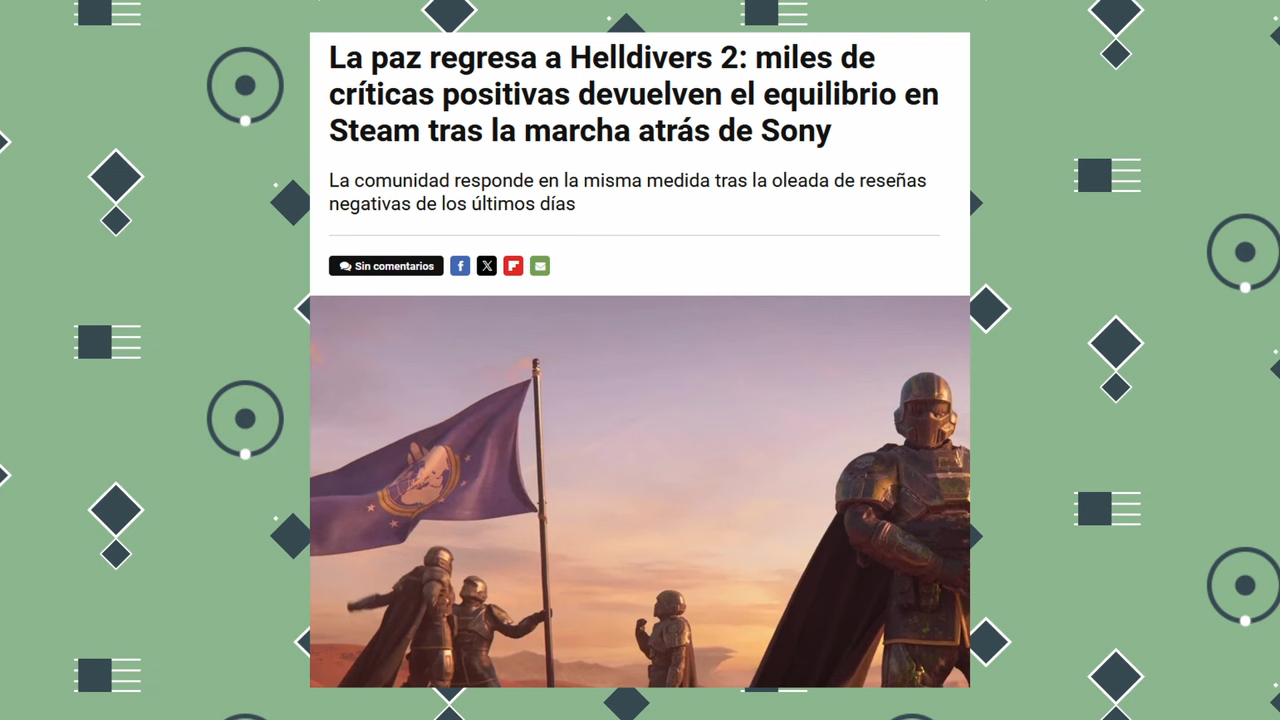 La paz regresa a Helldivers 2: miles de
críticas positivas devuelven el equilibrio en
Steam tras la marcha atrás de Sony
La comunidad responde en la misma medida tras la oleada de reseñas
negativas de los últimos días
Sin comentarios